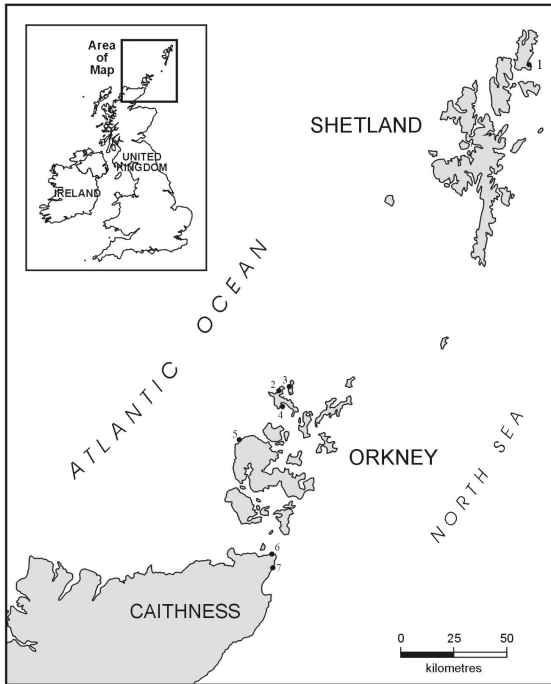 Area
of
Map
UNITED
KINGDOM
IRELAND
1
SHETLAND
ATLANTIC OCEAN
2
3
4
5
ORKNEY
NORTH SEA
6
7
CAITHNESS
0 25 50
kilometres